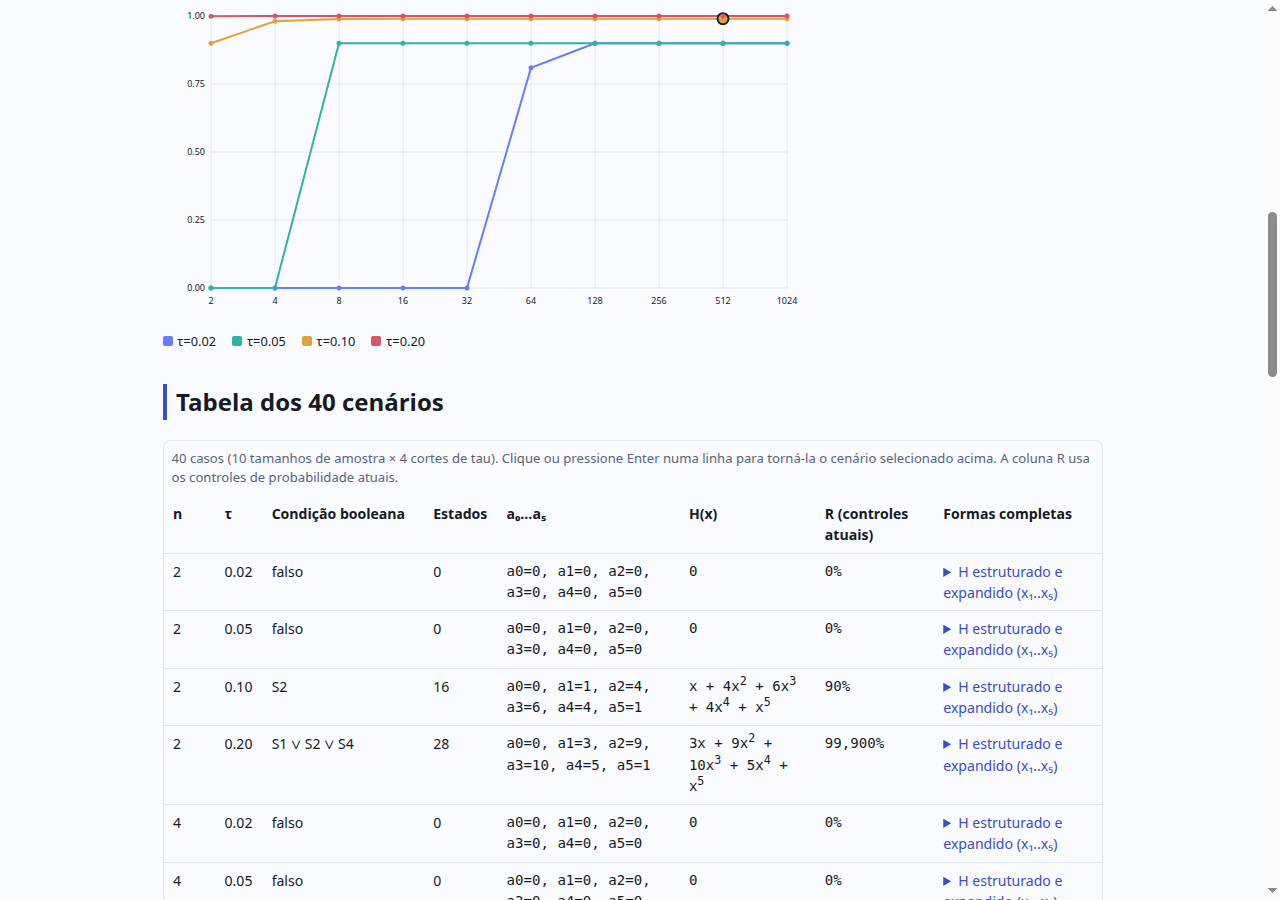 1.00
0.75
0.50
0.25
0.00
2 4 8 16 32 64 128 256 512 1024
τ=0.02 τ=0.05 τ=0.10 τ=0.20
Tabela dos 40 cenários
40 casos (10 tamanhos de amostra × 4 cortes de tau). Clique ou pressione Enter numa linha para torná-la o cenário selecionado acima. A coluna R usa
os controles de probabilidade atuais.
n τ Condição booleana Estados a₀…a₅ H(x) R (controles atuais) Formas completas
2 0.02 falso 0 a0=0, a1=0, a2=0, 0 0% ▶ H estruturado e
a3=0, a4=0, a5=0 expandido (x₁..x₅)
2 0.05 falso 0 a0=0, a1=0, a2=0, 0 0% ▶ H estruturado e
a3=0, a4=0, a5=0 expandido (x₁..x₅)
2 0.10 S2 16 a0=0, a1=1, a2=4, x + 4x² + 6x³ 90% ▶ H estruturado e
a3=6, a4=4, a5=1 + 4x⁴ + x⁵ expandido (x₁..x₅)
2 0.20 S1 ∨ S2 ∨ S4 28 a0=0, a1=3, a2=9, 3x + 9x² + 99,900% ▶ H estruturado e
a3=10, a4=5, a5=1 10x³ + 5x⁴ + expandido (x₁..x₅)
x⁵
4 0.02 falso 0 a0=0, a1=0, a2=0, 0 0% ▶ H estruturado e
a3=0, a4=0, a5=0 expandido (x₁..x₅)
4 0.05 falso 0 a0=0, a1=0, a2=0, 0 0% ▶ H estruturado e
a3=0, a4=0, a5=0 expandido (x₁..x₅)